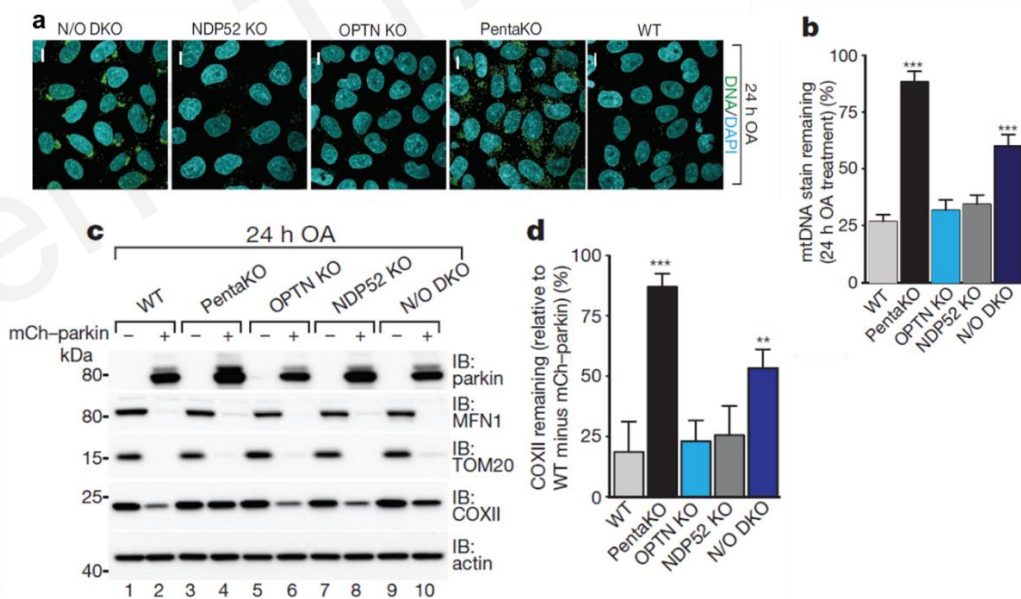 a
N/O DKO NDP52 KO OPTN KO PentaKO WT
24 h OA
DNA/DAPI
b
mtDNA stain remaining
(24 h OA treatment) (%)
100
75
50
25
0
***
***
WT PentaKO OPTN KO NDP52 KO N/O DKO
c
24 h OA
WT PentaKO OPTN KO NDP52 KO N/O DKO
mCh–parkin – + – + – + – + – +
kDa
80- IB: parkin
80- IB: MFN1
15- IB: TOM20
25- IB: COXII
40- IB: actin
1 2 3 4 5 6 7 8 9 10
d
COXII remaining (relative to
WT minus mCh–parkin) (%)
100
75
50
25
0
***
**
WT PentaKO OPTN KO NDP52 KO N/O DKO